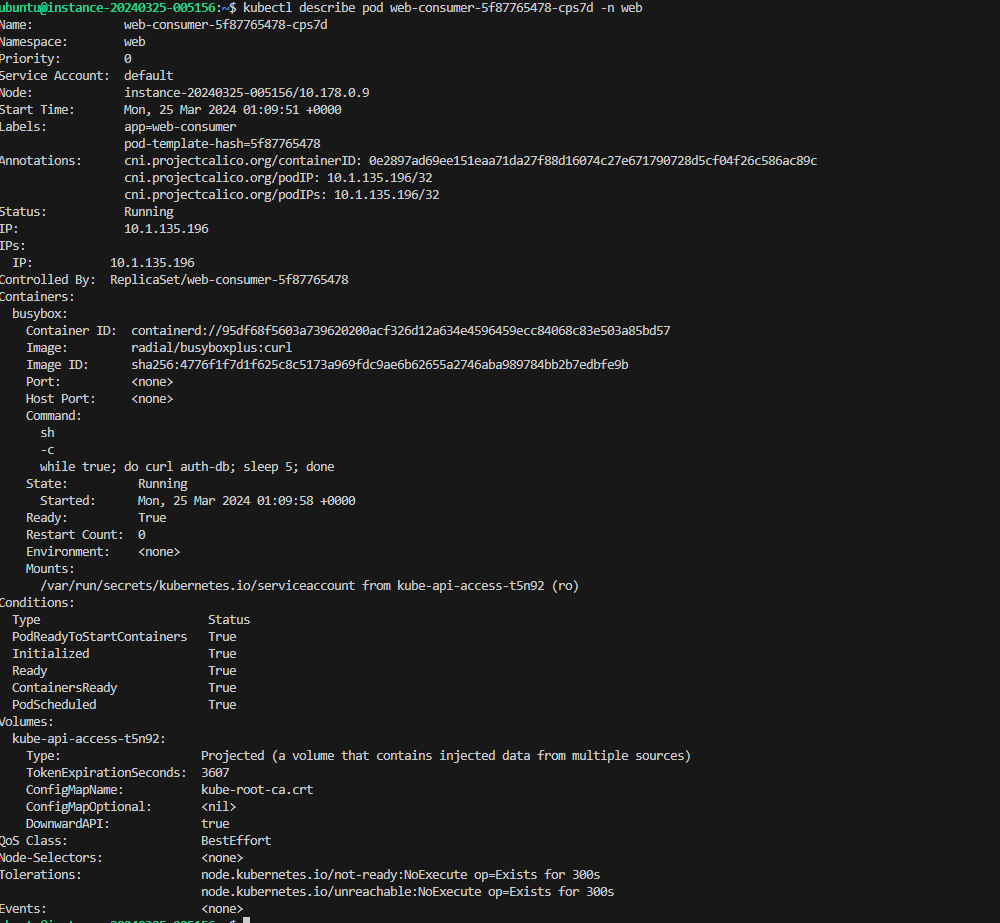 ubuntu@instance-20240325-005156:~$ kubectl describe pod web-consumer-5f87765478-cps7d -n web
Name:             web-consumer-5f87765478-cps7d
Namespace:        web
Priority:         0
Service Account:  default
Node:             instance-20240325-005156/10.178.0.9
Start Time:       Mon, 25 Mar 2024 01:09:51 +0000
Labels:           app=web-consumer
                  pod-template-hash=5f87765478
Annotations:      cni.projectcalico.org/containerID: 0e2897ad69ee151eaa71da27f88d16074c27e671790728d5cf04f26c586ac89c
                  cni.projectcalico.org/podIP: 10.1.135.196/32
                  cni.projectcalico.org/podIPs: 10.1.135.196/32
Status:           Running
IP:               10.1.135.196
IPs:
  IP:           10.1.135.196
Controlled By:  ReplicaSet/web-consumer-5f87765478
Containers:
  busybox:
    Container ID:  containerd://95df68f5603a739620200acf326d12a634e4596459ecc84068c83e503a85bd57
    Image:         radial/busyboxplus:curl
    Image ID:      sha256:4776f1f7d1f625c8c5173a969fdc9ae6b62655a2746aba989784bb2b7edbfe9b
    Port:          <none>
    Host Port:     <none>
    Command:
      sh
      -c
      while true; do curl auth-db; sleep 5; done
    State:          Running
      Started:      Mon, 25 Mar 2024 01:09:58 +0000
    Ready:          True
    Restart Count:  0
    Environment:    <none>
    Mounts:
      /var/run/secrets/kubernetes.io/serviceaccount from kube-api-access-t5n92 (ro)
Conditions:
  Type                        Status
  PodReadyToStartContainers   True
  Initialized                 True
  Ready                       True
  ContainersReady             True
  PodScheduled                True
Volumes:
  kube-api-access-t5n92:
    Type:                    Projected (a volume that contains injected data from multiple sources)
    TokenExpirationSeconds:  3607
    ConfigMapName:           kube-root-ca.crt
    ConfigMapOptional:       <nil>
    DownwardAPI:             true
QoS Class:                   BestEffort
Node-Selectors:              <none>
Tolerations:                 node.kubernetes.io/not-ready:NoExecute op=Exists for 300s
                             node.kubernetes.io/unreachable:NoExecute op=Exists for 300s
Events:                      <none>
ubuntu@instance-20240325-005156:~$